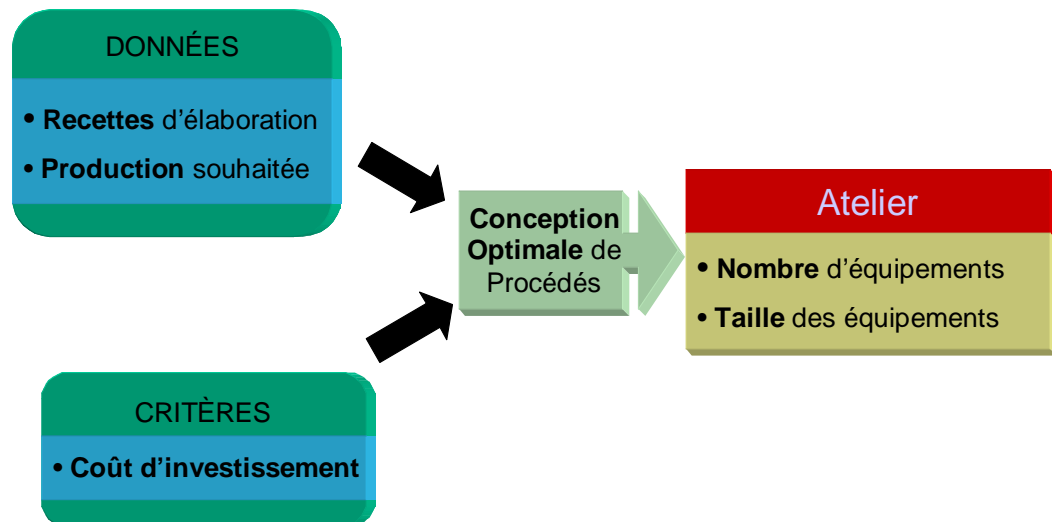 DONNÉES
• Recettes d'élaboration
• Production souhaitée
CRITÈRES
• Coût d'investissement
Conception
Optimale de
Procédés
Atelier
• Nombre d'équipements
• Taille des équipements